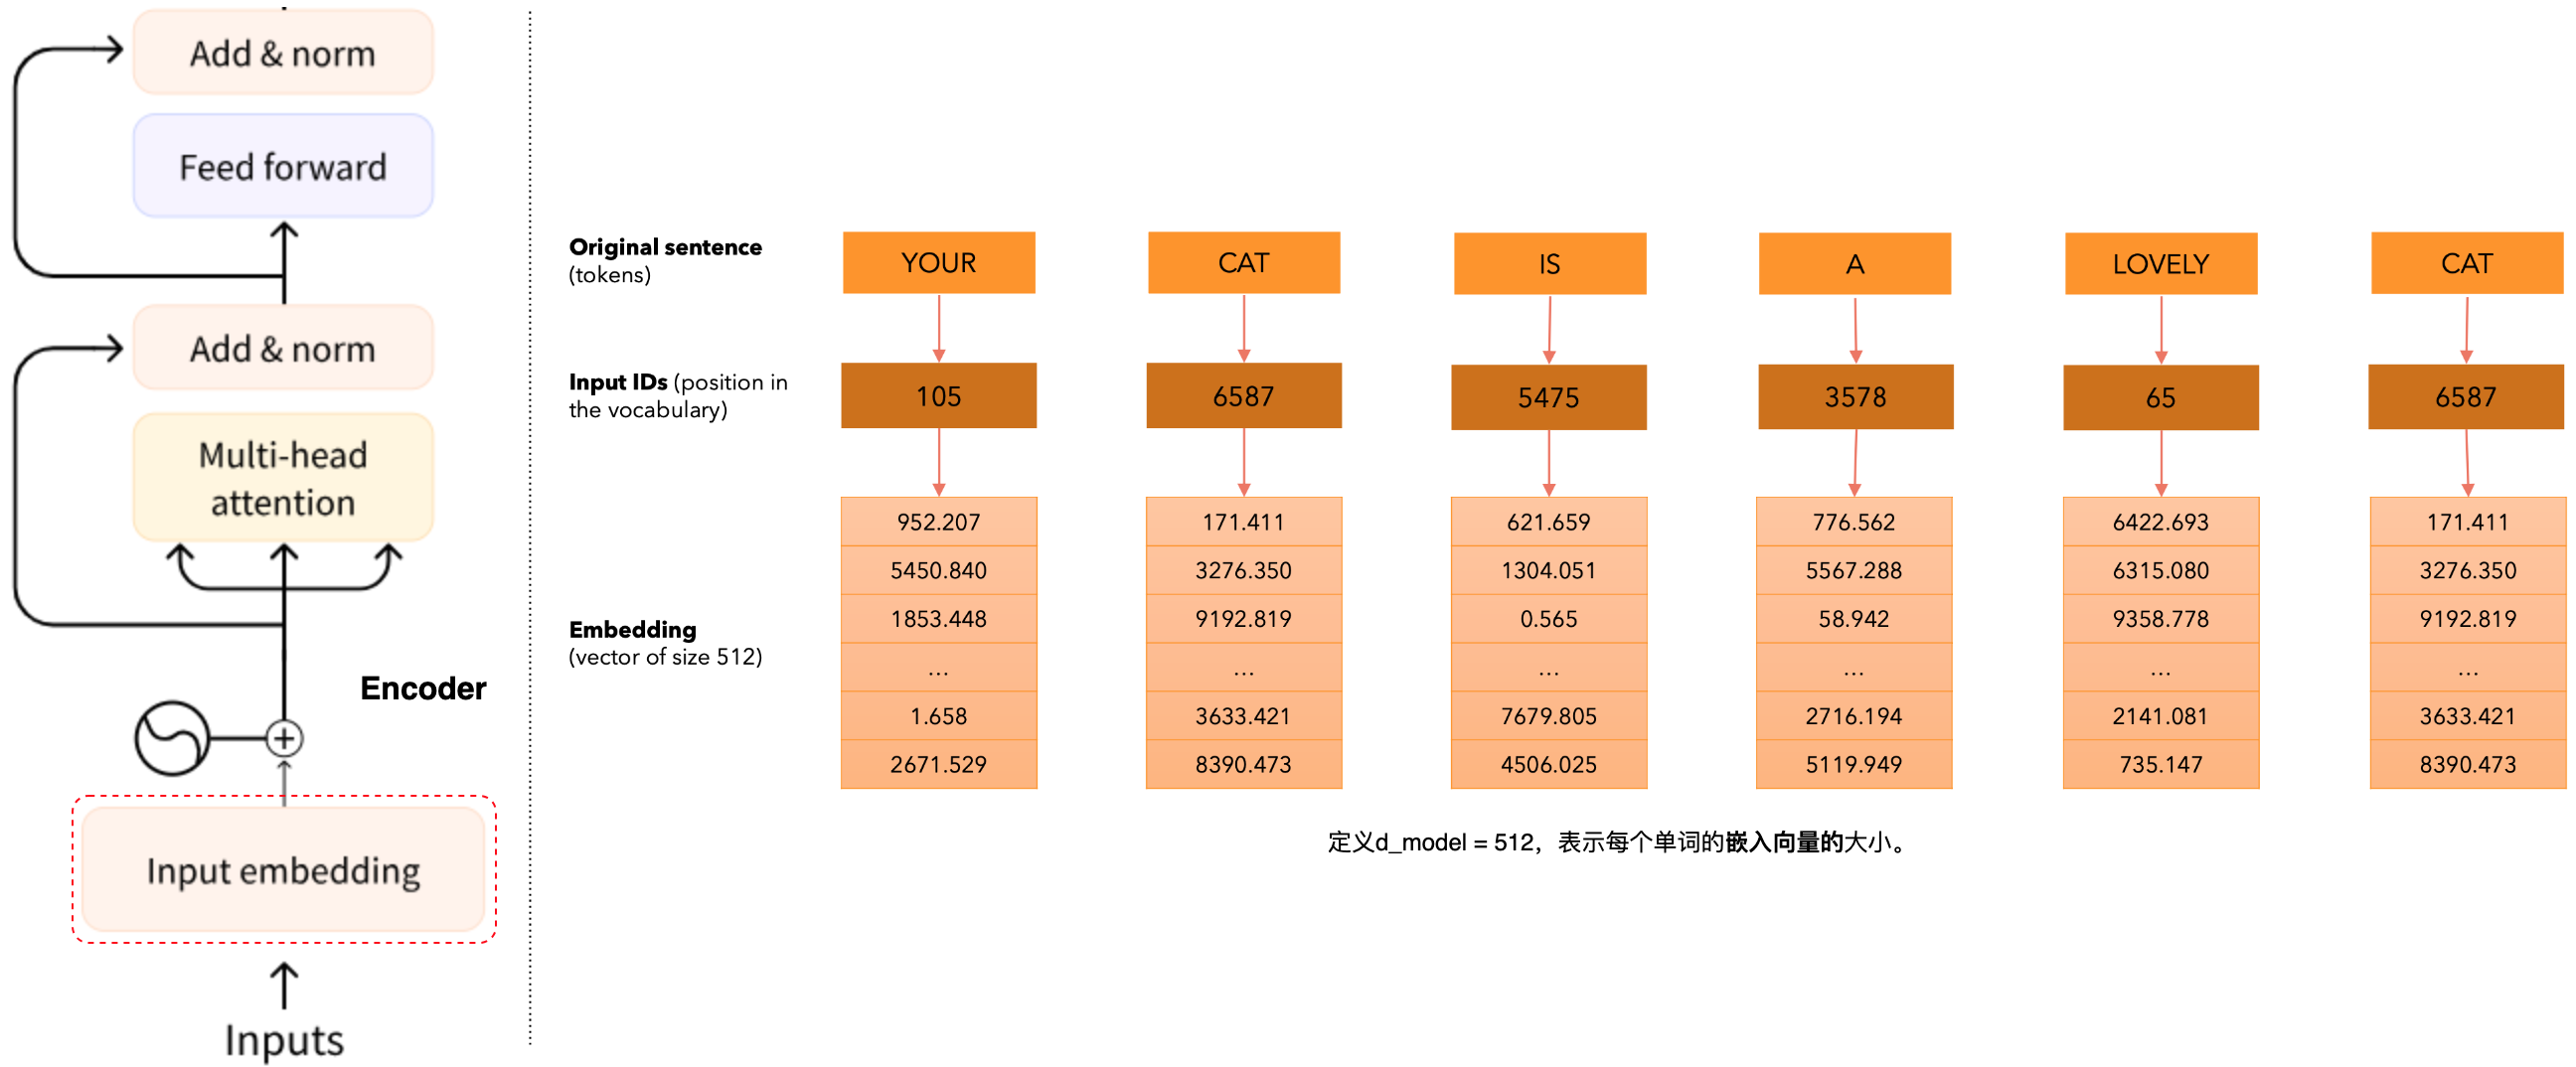 Add & norm
Feed forward
Add & norm
Multi-head
attention
Encoder
+
Input embedding
Inputs
Original sentence
(tokens)
YOUR CAT IS A LOVELY CAT
Input IDs (position in
the vocabulary)
105 6587 5475 3578 65 6587
Embedding
(vector of size 512)
952.207 171.411 621.659 776.562 6422.693 171.411
5450.840 3276.350 1304.051 5567.288 6315.080 3276.350
1853.448 9192.819 0.565 58.942 9358.778 9192.819
... ... ... ... ... ...
1.658 3633.421 7679.805 2716.194 2141.081 3633.421
2671.529 8390.473 4506.025 5119.949 735.147 8390.473
定义d_model = 512，表示每个单词的嵌入向量的大小。